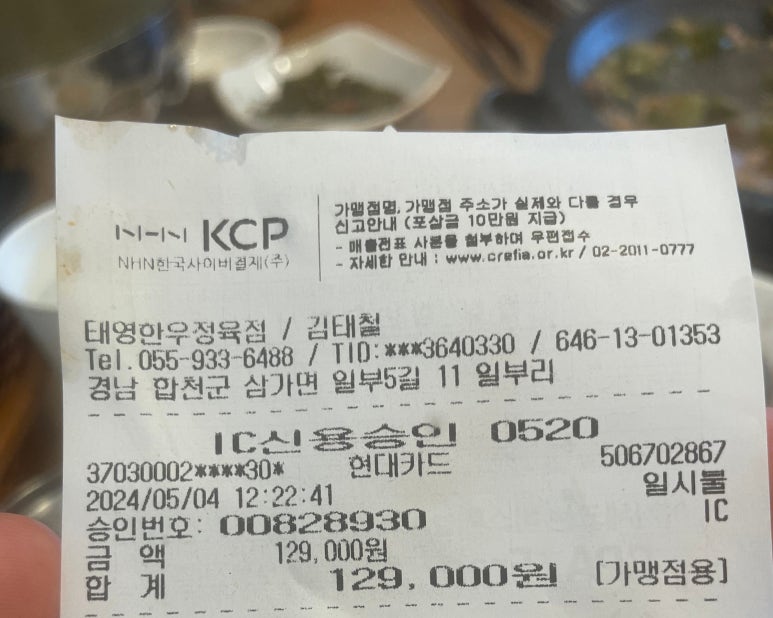 NHN KCP
NHN한국사이버결제(주)
가맹점명, 가맹점 주소가 실제와 다를 경우
신고안내 (포상금 10만원 지급)
- 매출전표 사본을 첨부하여 우편접수
- 자세한 안내 : www.crefia.or.kr / 02-2011-0777
태영한우정육점 / 김태철
Tel.055-933-6488 / TID:***3640330 / 646-13-01353
경남 합천군 삼가면 일부5길 11 일부리
IC신용승인 0520
37030002****30* 현대카드 506702867
2024/05/04 12:22:41 일시불
승인번호: 00828930 IC
금 액 129,000원
합 계 129,000원 [가맹점용]